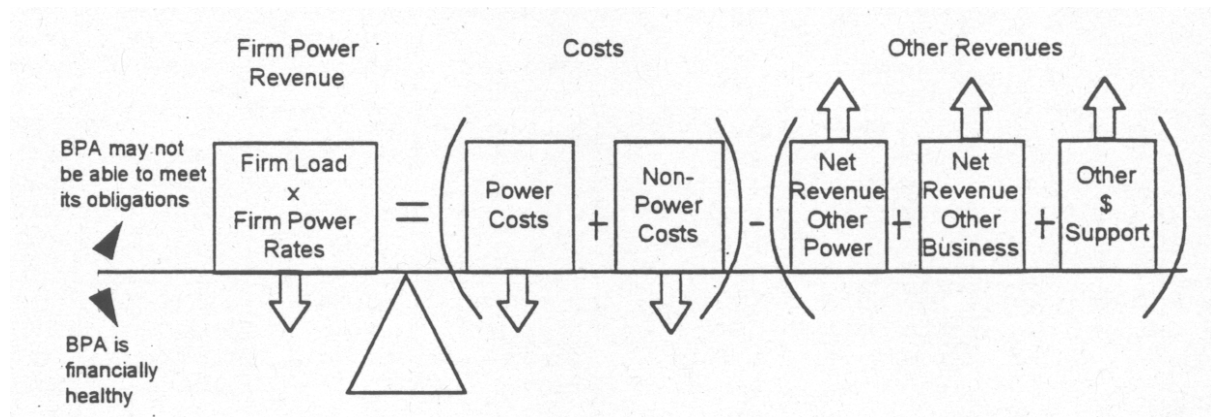 Firm Power
Revenue
Costs
Other Revenues
BPA may not
be able to meet
its obligations
Firm Load
x
Firm Power
Rates
=
Power
Costs
+
Non-
Power
Costs
-
Net
Revenue
Other
Power
+
Net
Revenue
Other
Business
+
Other
$
Support
BPA is
financially
healthy